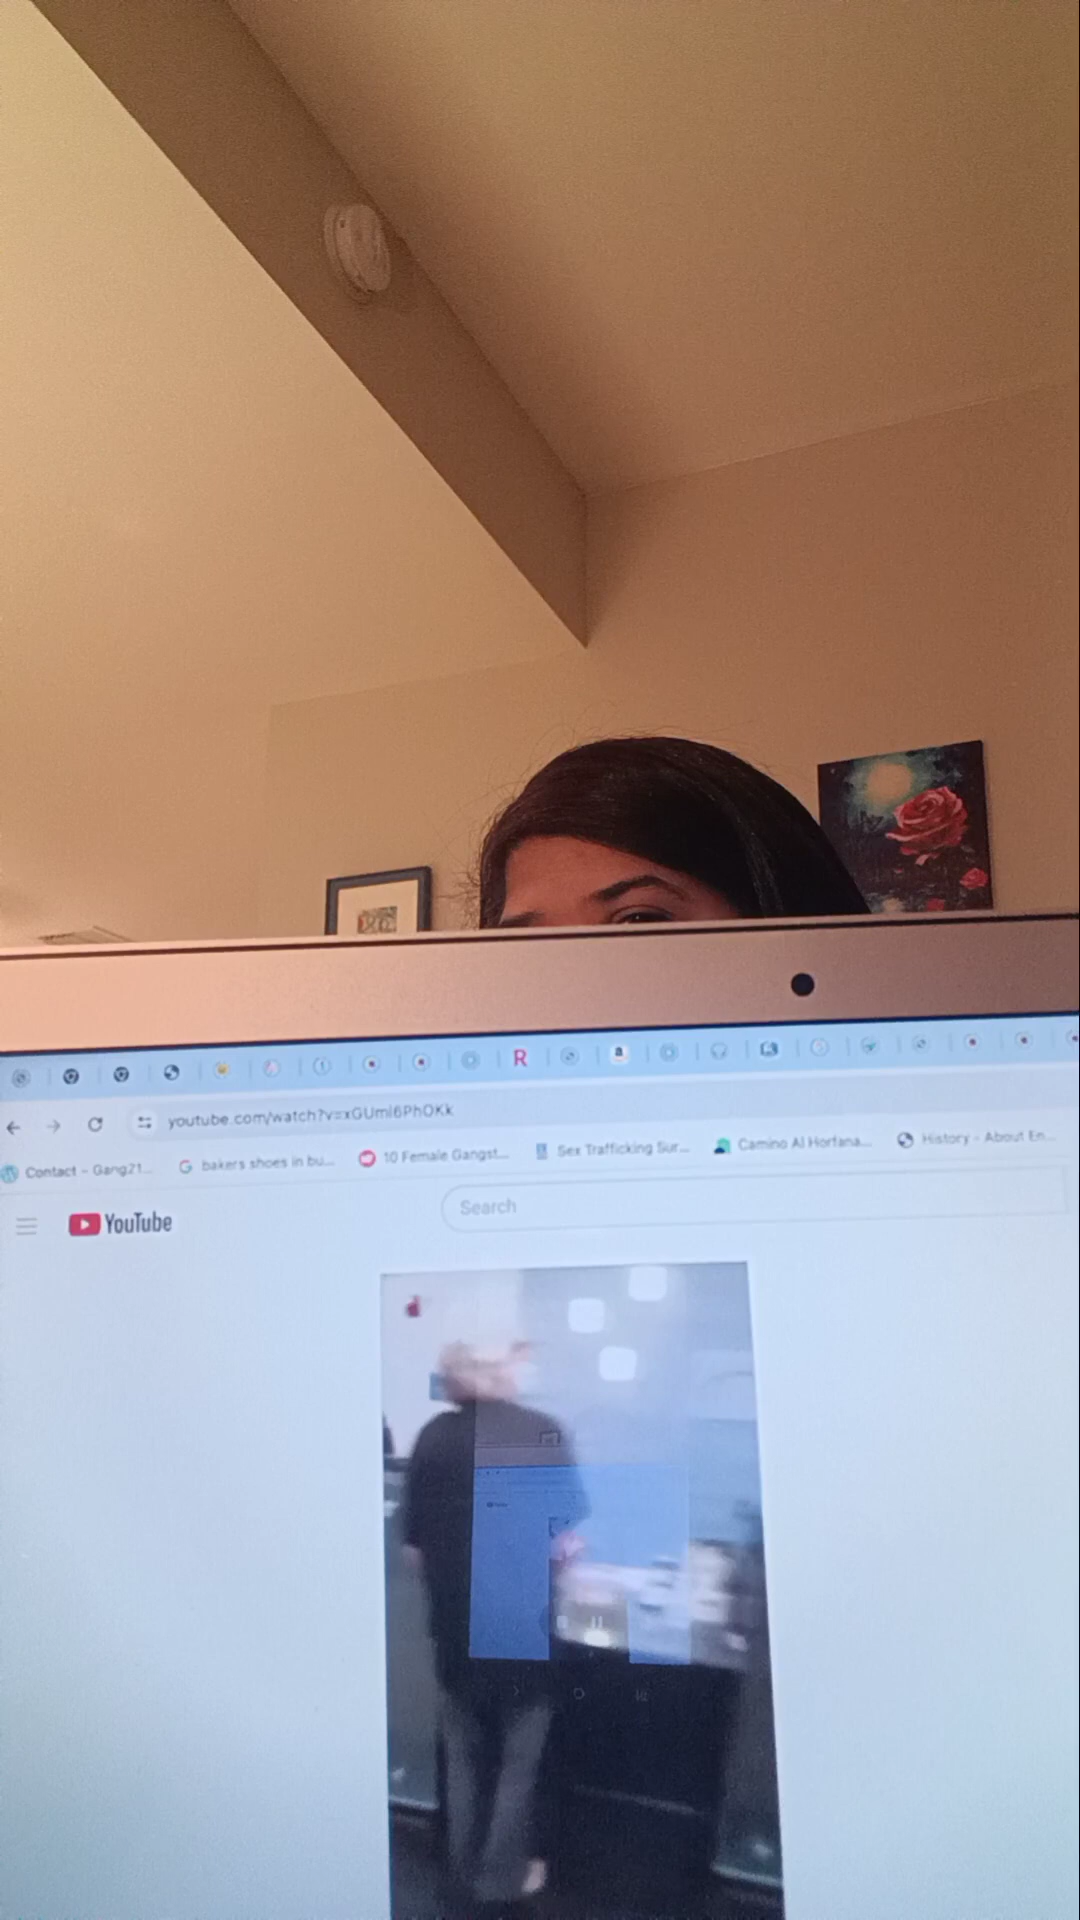 R
a
youtube.com/watch?v=xGUmi6PhOKk
Contact – Gang21... bakers shoes in bu... 10 Female Gangst... Sex Trafficking Sur... Camino Al Horfana... History - About En...
YouTube
Search